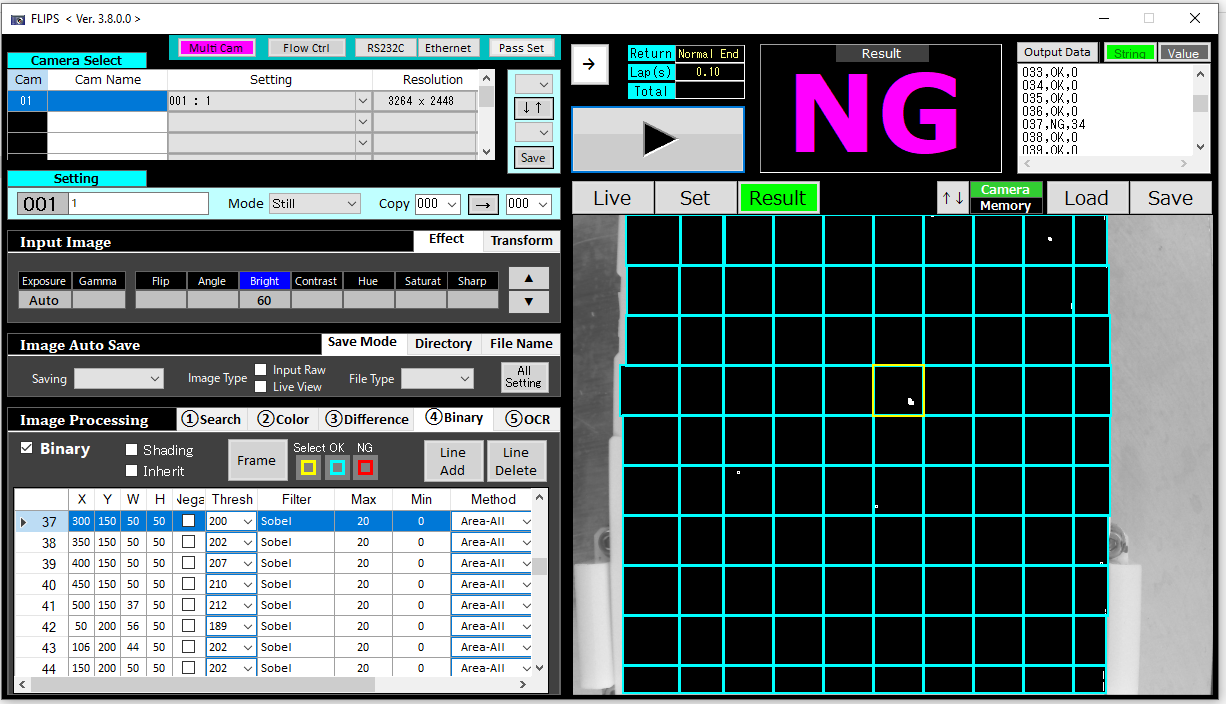 FLIPS < Ver. 3.8.0.0 >
Multi Cam Flow Ctrl RS232C Ethernet Pass Set
Camera Select
Cam Cam Name Setting Resolution
01 001 : 1 3264 x 2448
↓↑
Save
Setting
001 1 Mode Still Copy 000 → 000
Input Image Effect Transform
Exposure Gamma Flip Angle Bright Contrast Hue Saturat Sharp
Auto 60
▲
▼
Image Auto Save Save Mode Directory File Name
Saving Image Type Input Raw Live View File Type All Setting
Image Processing ①Search ②Color ③Difference ④Binary ⑤OCR
Binary Shading Inherit Frame Select OK NG Line Add Line Delete
X Y W H Nega Thresh Filter Max Min Method
37 300 150 50 50 200 Sobel 20 0 Area-All
38 350 150 50 50 202 Sobel 20 0 Area-All
39 400 150 50 50 207 Sobel 20 0 Area-All
40 450 150 50 50 210 Sobel 20 0 Area-All
41 500 150 37 50 212 Sobel 20 0 Area-All
42 50 200 56 50 189 Sobel 20 0 Area-All
43 106 200 44 50 202 Sobel 20 0 Area-All
44 150 200 50 50 202 Sobel 20 0 Area-All
→
Return Normal End
Lap(s) 0.10
Total
Result
NG
Output Data String Value
033,OK,0
034,OK,0
035,OK,0
036,OK,0
037,NG,34
038,OK,0
039,OK,0
Live Set Result ↑↓ Camera Memory Load Save